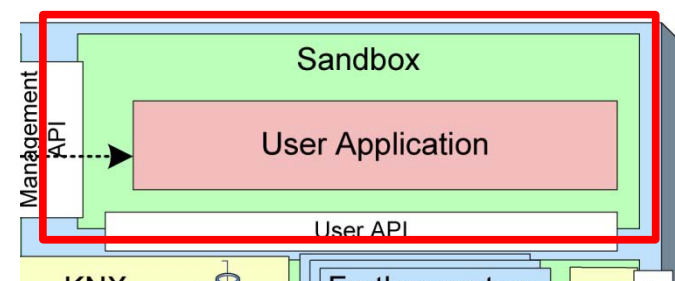 Sandbox
Management
API
User Application
User API
KNX